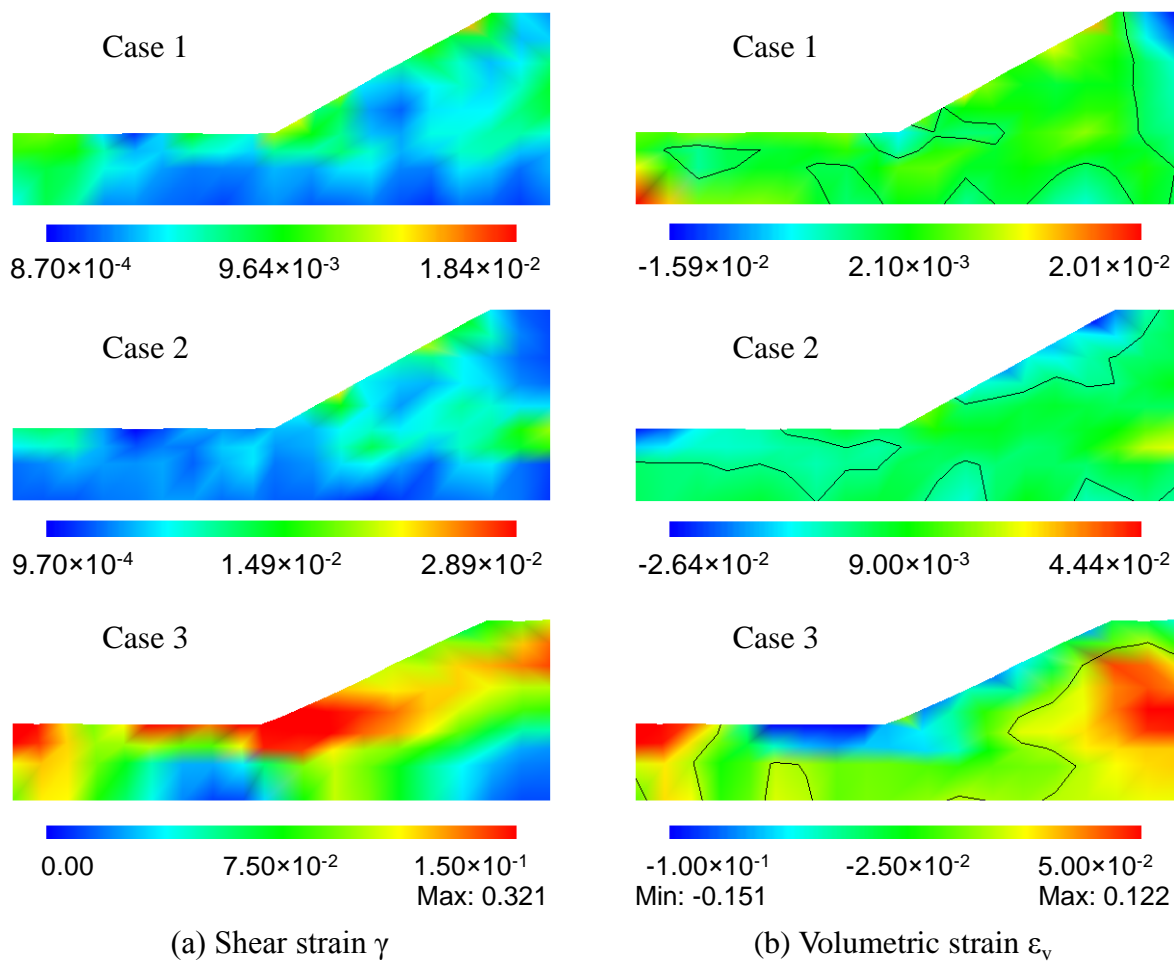 Case 1
8.70×10⁻⁴ 9.64×10⁻³ 1.84×10⁻²
Case 1
-1.59×10⁻² 2.10×10⁻³ 2.01×10⁻²
Case 2
9.70×10⁻⁴ 1.49×10⁻² 2.89×10⁻²
Case 2
-2.64×10⁻² 9.00×10⁻³ 4.44×10⁻²
Case 3
0.00 7.50×10⁻² 1.50×10⁻¹
Max: 0.321
Case 3
-1.00×10⁻¹ -2.50×10⁻² 5.00×10⁻²
Min: -0.151 Max: 0.122
(a) Shear strain γ
(b) Volumetric strain εᵥ